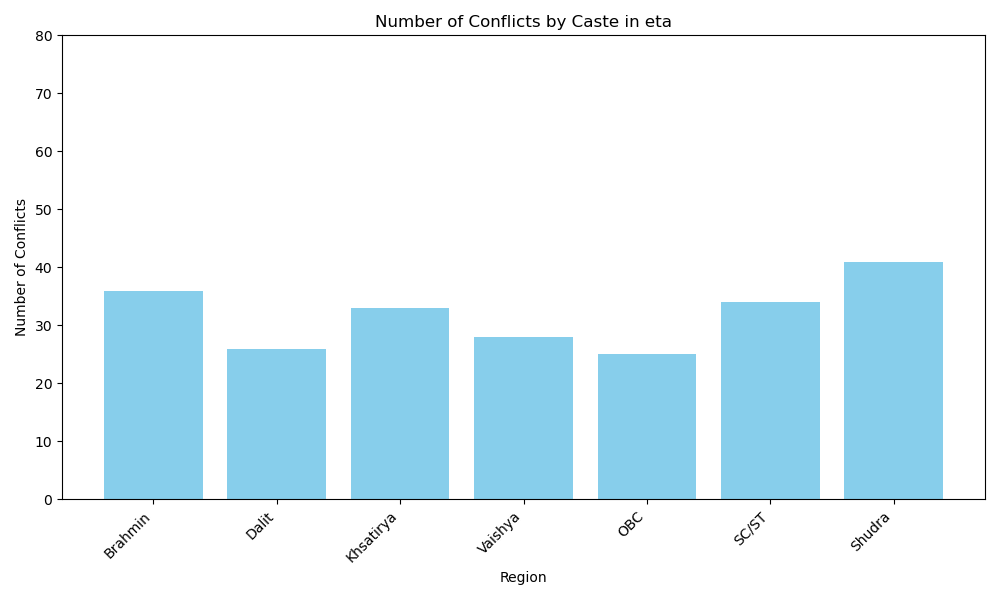 Number of Conflicts by Caste in eta
80
70
60
50
40
30
20
10
0
Number of Conflicts
Brahmin
Dalit
Khsatirya
Vaishya
OBC
SC/ST
Shudra
Region